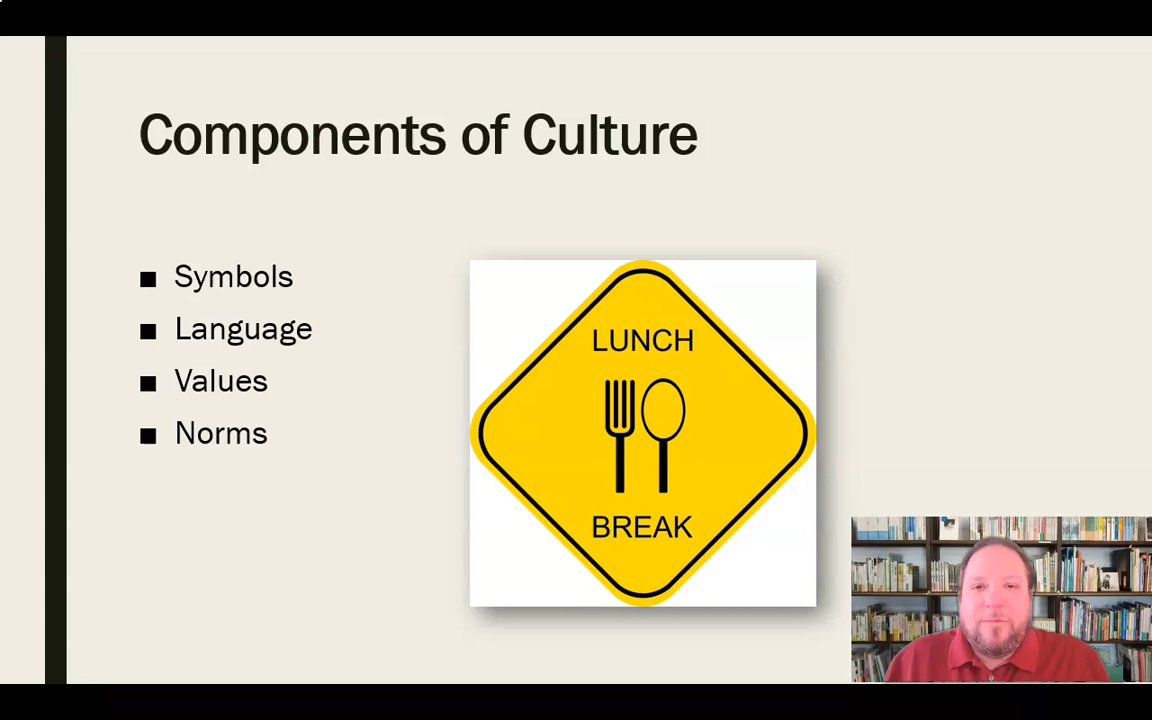 Components of Culture
Symbols
Language
Values
Norms
LUNCH
BREAK